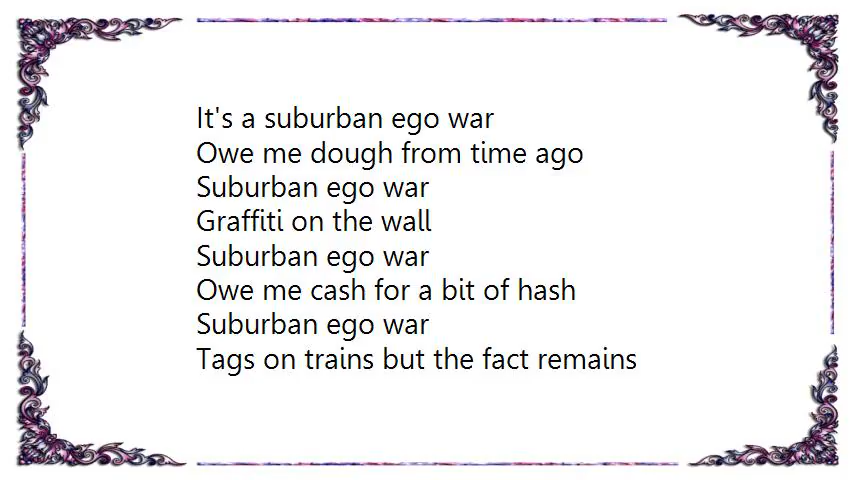 It's a suburban ego war
Owe me dough from time ago
Suburban ego war
Graffiti on the wall
Suburban ego war
Owe me cash for a bit of hash
Suburban ego war
Tags on trains but the fact remains